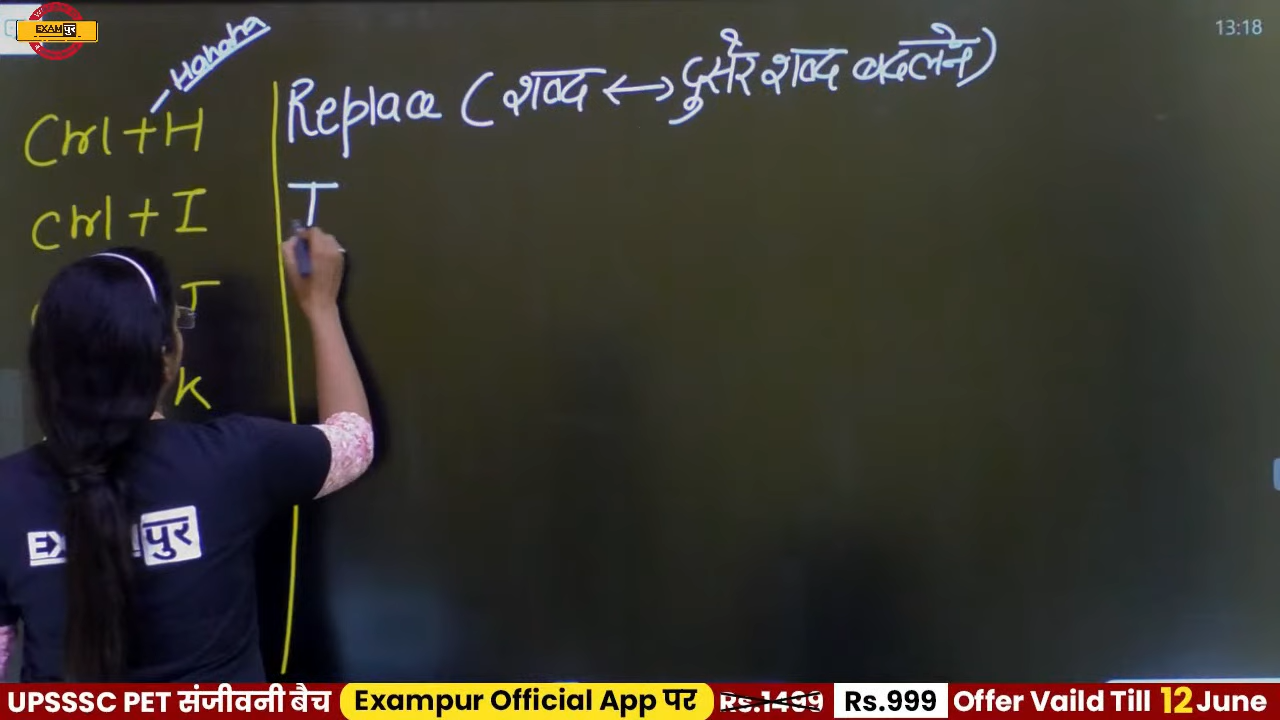 EXAMपुर
13:18
Hahaha
Ctrl + H
Replace (शब्द ↔ दुसरे शब्द बदलने)
Ctrl + I
I
J
K
पुर
UPSSSC PET संजीवनी बैच Exampur Official App पर Rs.1499 Rs.999 Offer Vaild Till 12 June